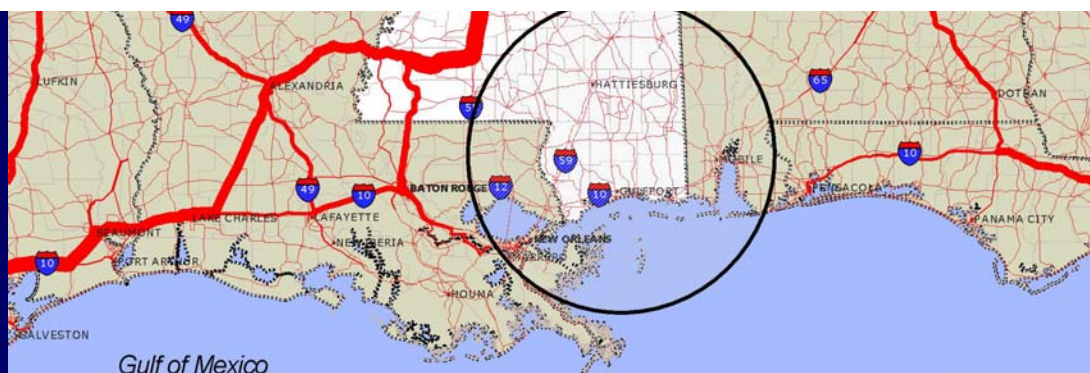 49
65
LUFKIN
ALEXANDRIA
HATTIESBURG
DOTHAN
59
10
MOBILE
59
BATON ROUGE
12
49
10
10
GULFPORT
PENSACOLA
LAKE CHARLES
LAFAYETTE
PANAMA CITY
BEAUMONT
NEW IBERIA
NEW ORLEANS
MARRERO
10
PORT ARTHUR
HOUMA
GALVESTON
Gulf of Mexico